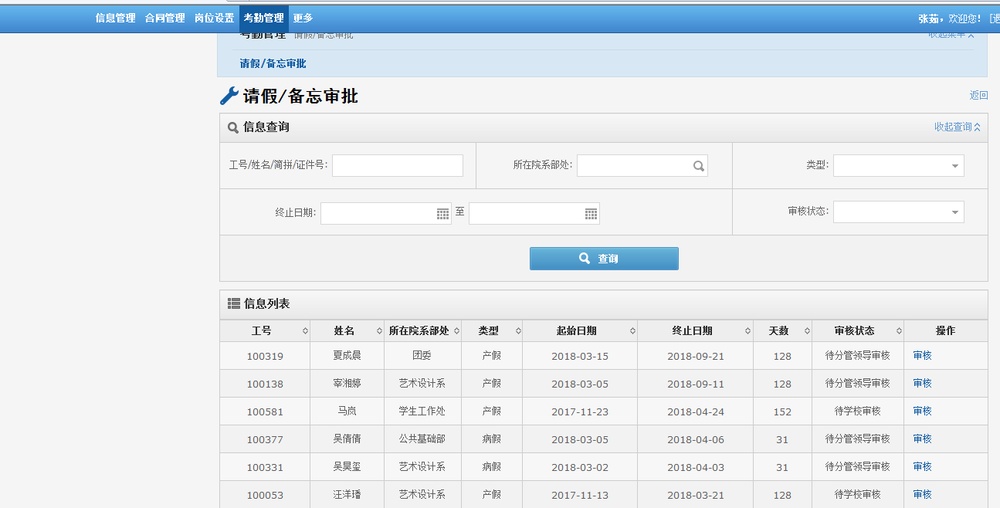 信息管理 合同管理 岗位设置 考勤管理 更多 张茹，欢迎您！ [退
考勤管理 请假/备忘审批 收起菜单
请假/备忘审批
请假/备忘审批 返回
信息查询 收起查询
工号/姓名/简拼/证件号: 所在院系部处: 类型:
终止日期: 至 审核状态:
查询
信息列表
工号 姓名 所在院系部处 类型 起始日期 终止日期 天数 审核状态 操作
100319 夏成晨 团委 产假 2018-03-15 2018-09-21 128 待分管领导审核 审核
100138 宰湘婷 艺术设计系 产假 2018-03-05 2018-09-11 128 待分管领导审核 审核
100581 马岚 学生工作处 产假 2017-11-23 2018-04-24 152 待学校审核 审核
100377 吴倩倩 公共基础部 病假 2018-03-05 2018-04-06 31 待分管领导审核 审核
100331 吴昊玺 艺术设计系 病假 2018-03-02 2018-04-03 31 待分管领导审核 审核
100053 汪洋璠 艺术设计系 产假 2017-11-13 2018-03-21 128 待学校审核 审核